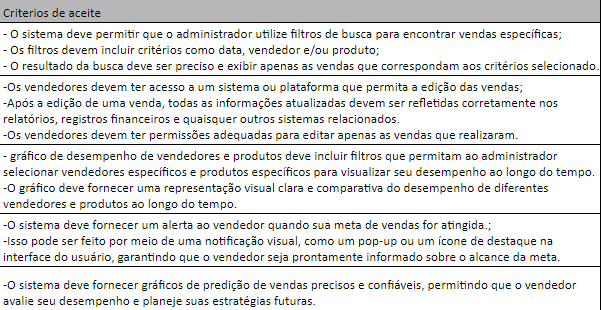 Criterios de aceite
- O sistema deve permitir que o administrador utilize filtros de busca para encontrar vendas específicas;
- Os filtros devem incluir critérios como data, vendedor e/ou produto;
- O resultado da busca deve ser preciso e exibir apenas as vendas que correspondam aos critérios selecionado.
-Os vendedores devem ter acesso a um sistema ou plataforma que permita a edição das vendas;
-Após a edição de uma venda, todas as informações atualizadas devem ser refletidas corretamente nos
relatórios, registros financeiros e quaisquer outros sistemas relacionados.
-Os vendedores devem ter permissões adequadas para editar apenas as vendas que realizaram.
- gráfico de desempenho de vendedores e produtos deve incluir filtros que permitam ao administrador
selecionar vendedores específicos e produtos específicos para visualizar seu desempenho ao longo do tempo.
-O gráfico deve fornecer uma representação visual clara e comparativa do desempenho de diferentes
vendedores e produtos ao longo do tempo.
-O sistema deve fornecer um alerta ao vendedor quando sua meta de vendas for atingida.;
-Isso pode ser feito por meio de uma notificação visual, como um pop-up ou um ícone de destaque na
interface do usuário, garantindo que o vendedor seja prontamente informado sobre o alcance da meta.
-O sistema deve fornecer gráficos de predição de vendas precisos e confiáveis, permitindo que o vendedor
avalie seu desempenho e planeje suas estratégias futuras.